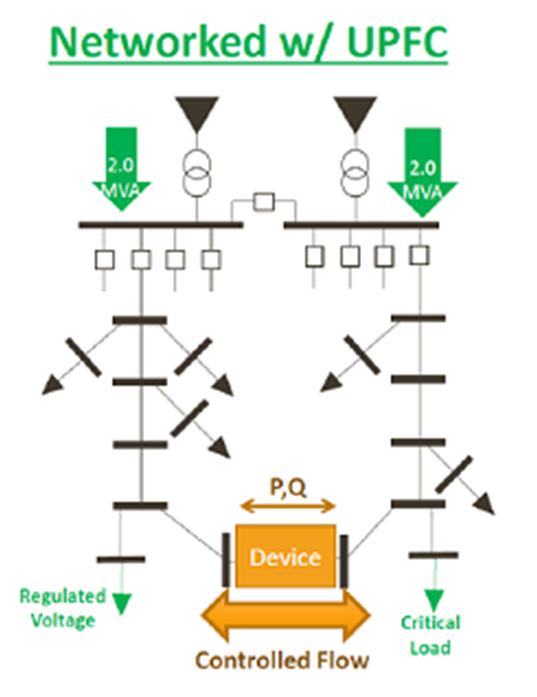 Networked w/ UPFC
2.0
MVA
2.0
MVA
P,Q
Device
Regulated
Voltage
Critical
Load
Controlled Flow